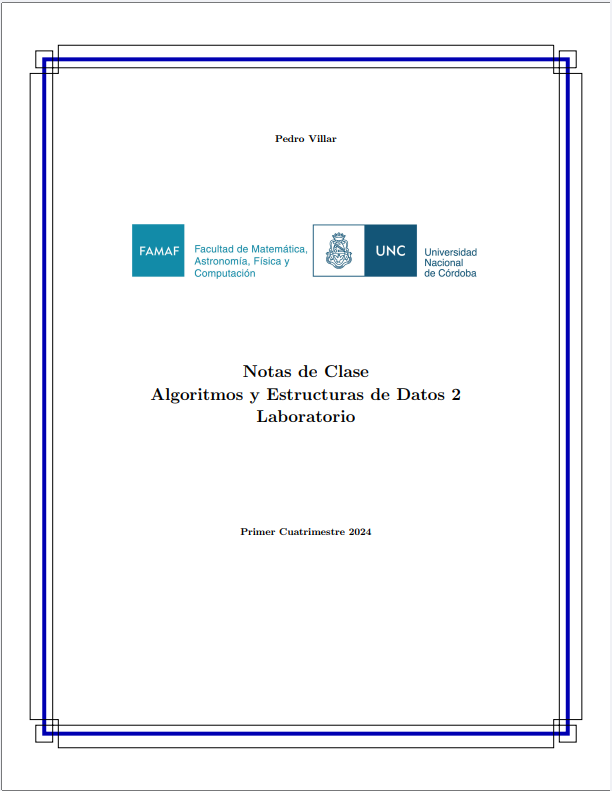 Pedro Villar
FAMAF
Facultad de Matemática,
Astronomía, Física y
Computación
UNC
Universidad
Nacional
de Córdoba
Notas de Clase
Algoritmos y Estructuras de Datos 2
Laboratorio
Primer Cuatrimestre 2024